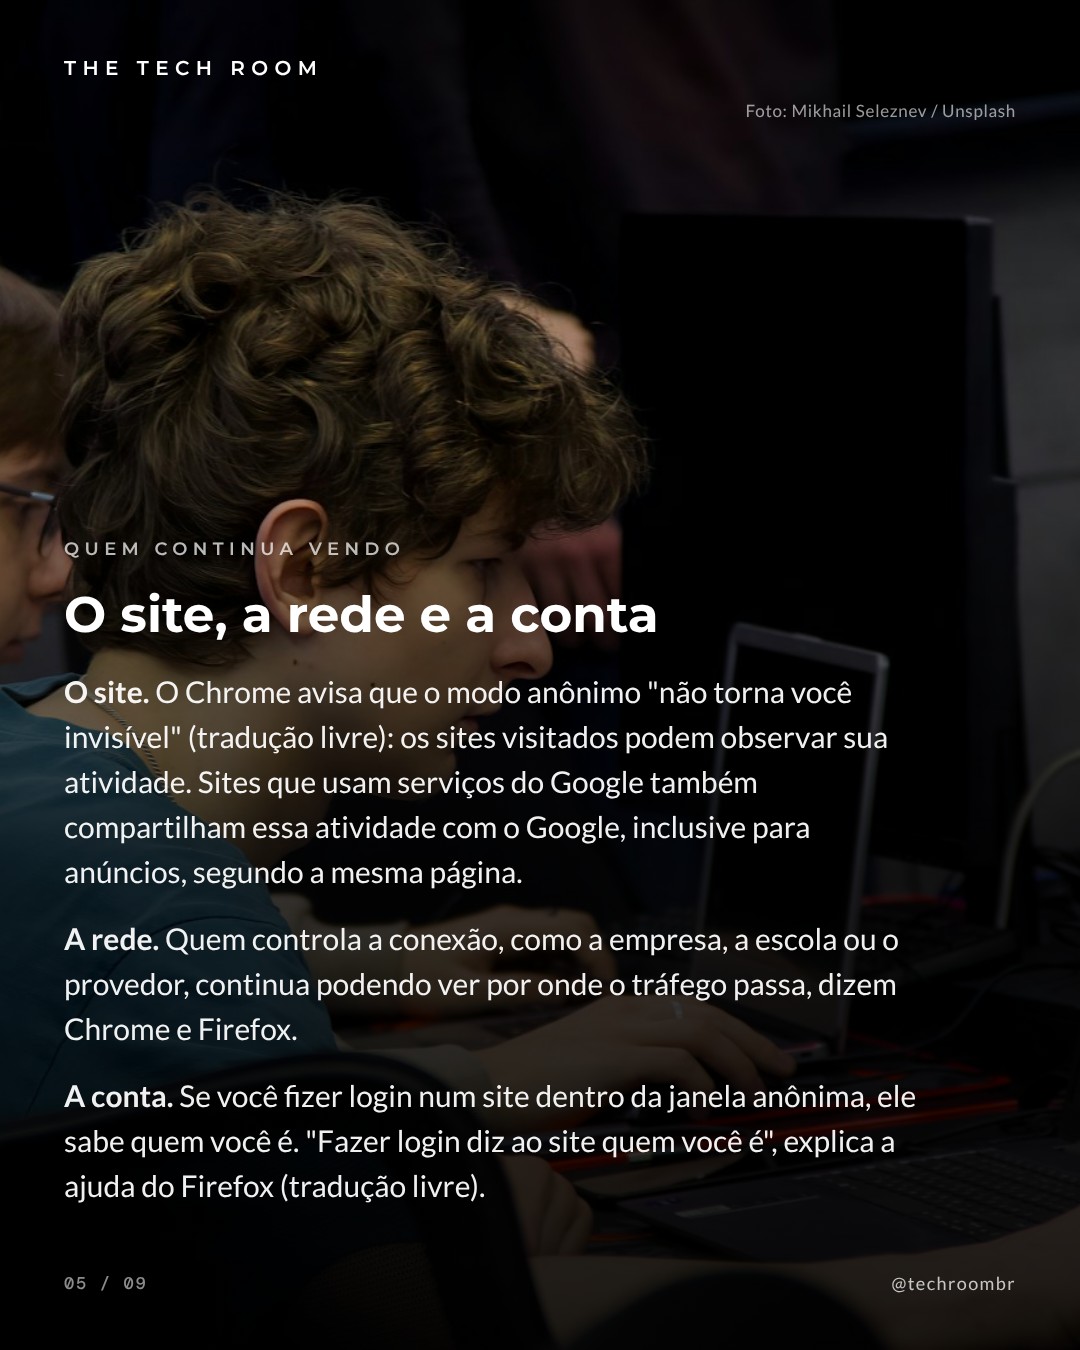 THE TECH ROOM
Foto: Mikhail Seleznev / Unsplash
QUEM CONTINUA VENDO
O site, a rede e a conta
O site. O Chrome avisa que o modo anônimo "não torna você
invisível" (tradução livre): os sites visitados podem observar sua
atividade. Sites que usam serviços do Google também
compartilham essa atividade com o Google, inclusive para
anúncios, segundo a mesma página.
A rede. Quem controla a conexão, como a empresa, a escola ou o
provedor, continua podendo ver por onde o tráfego passa, dizem
Chrome e Firefox.
A conta. Se você fizer login num site dentro da janela anônima, ele
sabe quem você é. "Fazer login diz ao site quem você é", explica a
ajuda do Firefox (tradução livre).
05 / 09
@techroombr